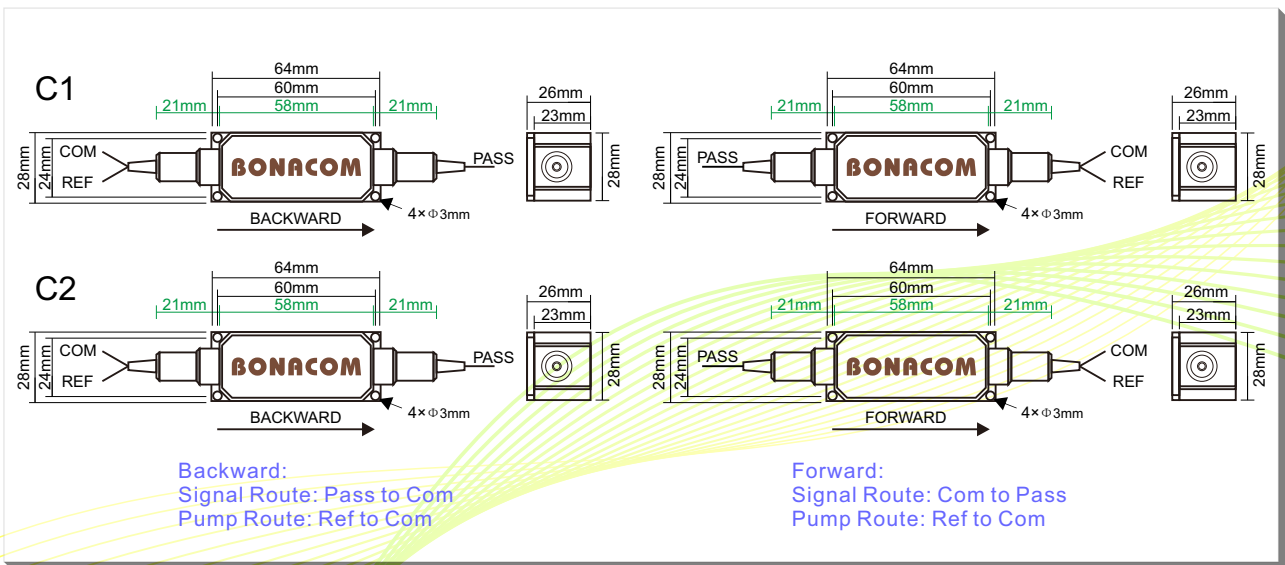 C1
64mm
60mm
21mm 58mm 21mm
28mm
24mm
COM
REF
BONACOM
PASS
4×Φ3mm
BACKWARD
26mm
23mm
28mm
64mm
60mm
21mm 58mm 21mm
28mm
24mm
PASS
BONACOM
COM
REF
4×Φ3mm
FORWARD
26mm
23mm
28mm
C2
64mm
60mm
21mm 58mm 21mm
28mm
24mm
COM
REF
BONACOM
PASS
4×Φ3mm
BACKWARD
26mm
23mm
28mm
64mm
60mm
21mm 58mm 21mm
28mm
24mm
PASS
BONACOM
COM
REF
4×Φ3mm
FORWARD
26mm
23mm
28mm
Backward:
Signal Route: Pass to Com
Pump Route: Ref to Com
Forward:
Signal Route: Com to Pass
Pump Route: Ref to Com